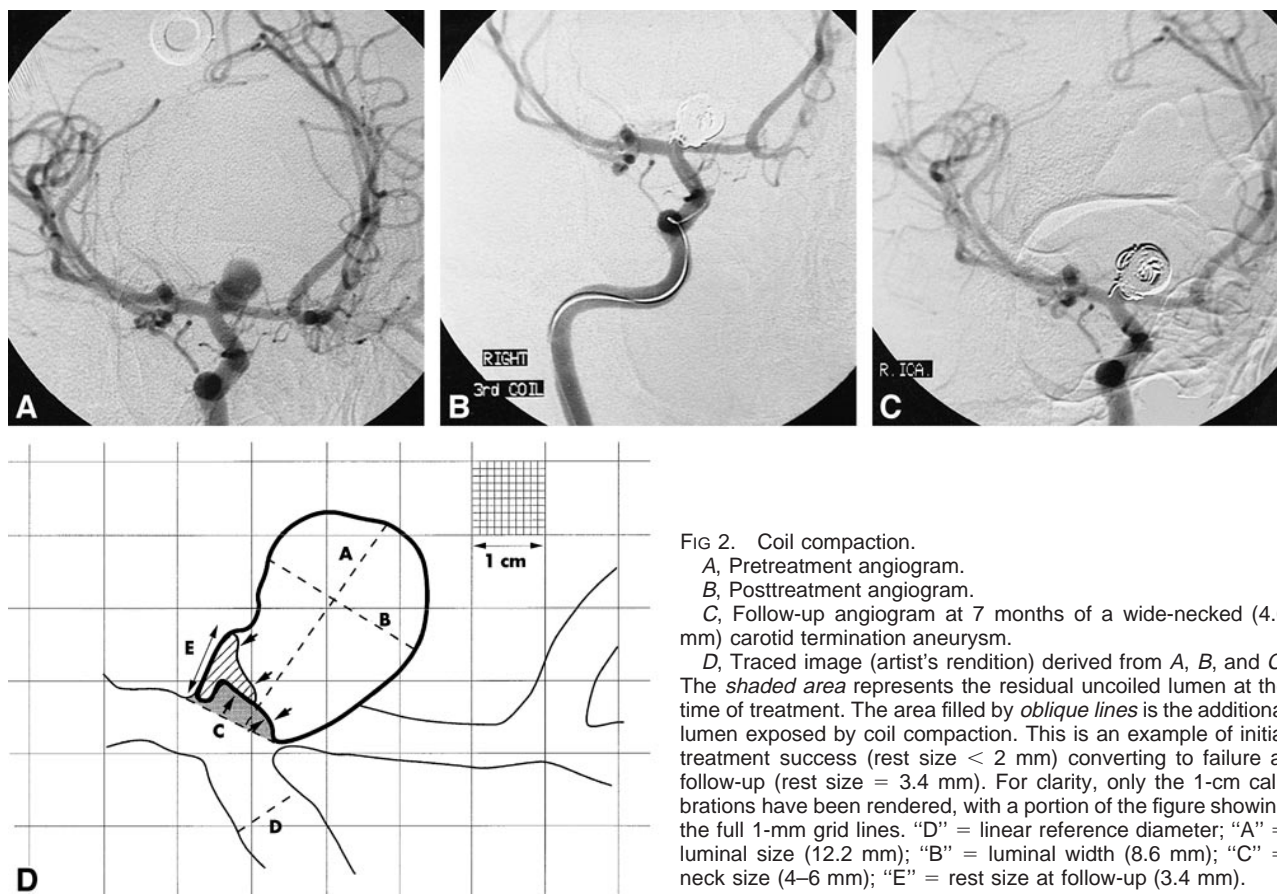 A
B
RIGHT
3rd COIL
C
R. ICA.
D
A
B
C
D
E
1 cm
FIG 2. Coil compaction.
A, Pretreatment angiogram.
B, Posttreatment angiogram.
C, Follow-up angiogram at 7 months of a wide-necked (4.
mm) carotid termination aneurysm.
D, Traced image (artist's rendition) derived from A, B, and C
The shaded area represents the residual uncoiled lumen at th
time of treatment. The area filled by oblique lines is the additiona
lumen exposed by coil compaction. This is an example of initia
treatment success (rest size < 2 mm) converting to failure a
follow-up (rest size = 3.4 mm). For clarity, only the 1-cm cal
brations have been rendered, with a portion of the figure showin
the full 1-mm grid lines. “D” = linear reference diameter; “A” =
luminal size (12.2 mm); “B” = luminal width (8.6 mm); “C” =
neck size (4–6 mm); “E” = rest size at follow-up (3.4 mm).